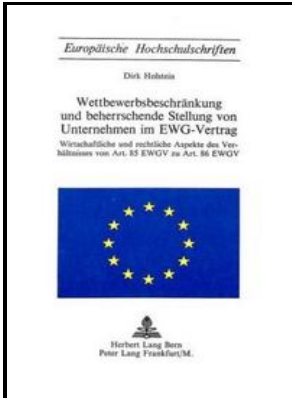 Europäische Hochschulschriften
Dirk Holstein
Wettbewerbsbeschränkung
und beherrschende Stellung von
Unternehmen im EWG-Vertrag
Wirtschaftliche und rechtliche Aspekte des Ver-
hältnisses von Art. 85 EWGV zu Art. 86 EWGV
Herbert Lang Bern
Peter Lang Frankfurt/M.